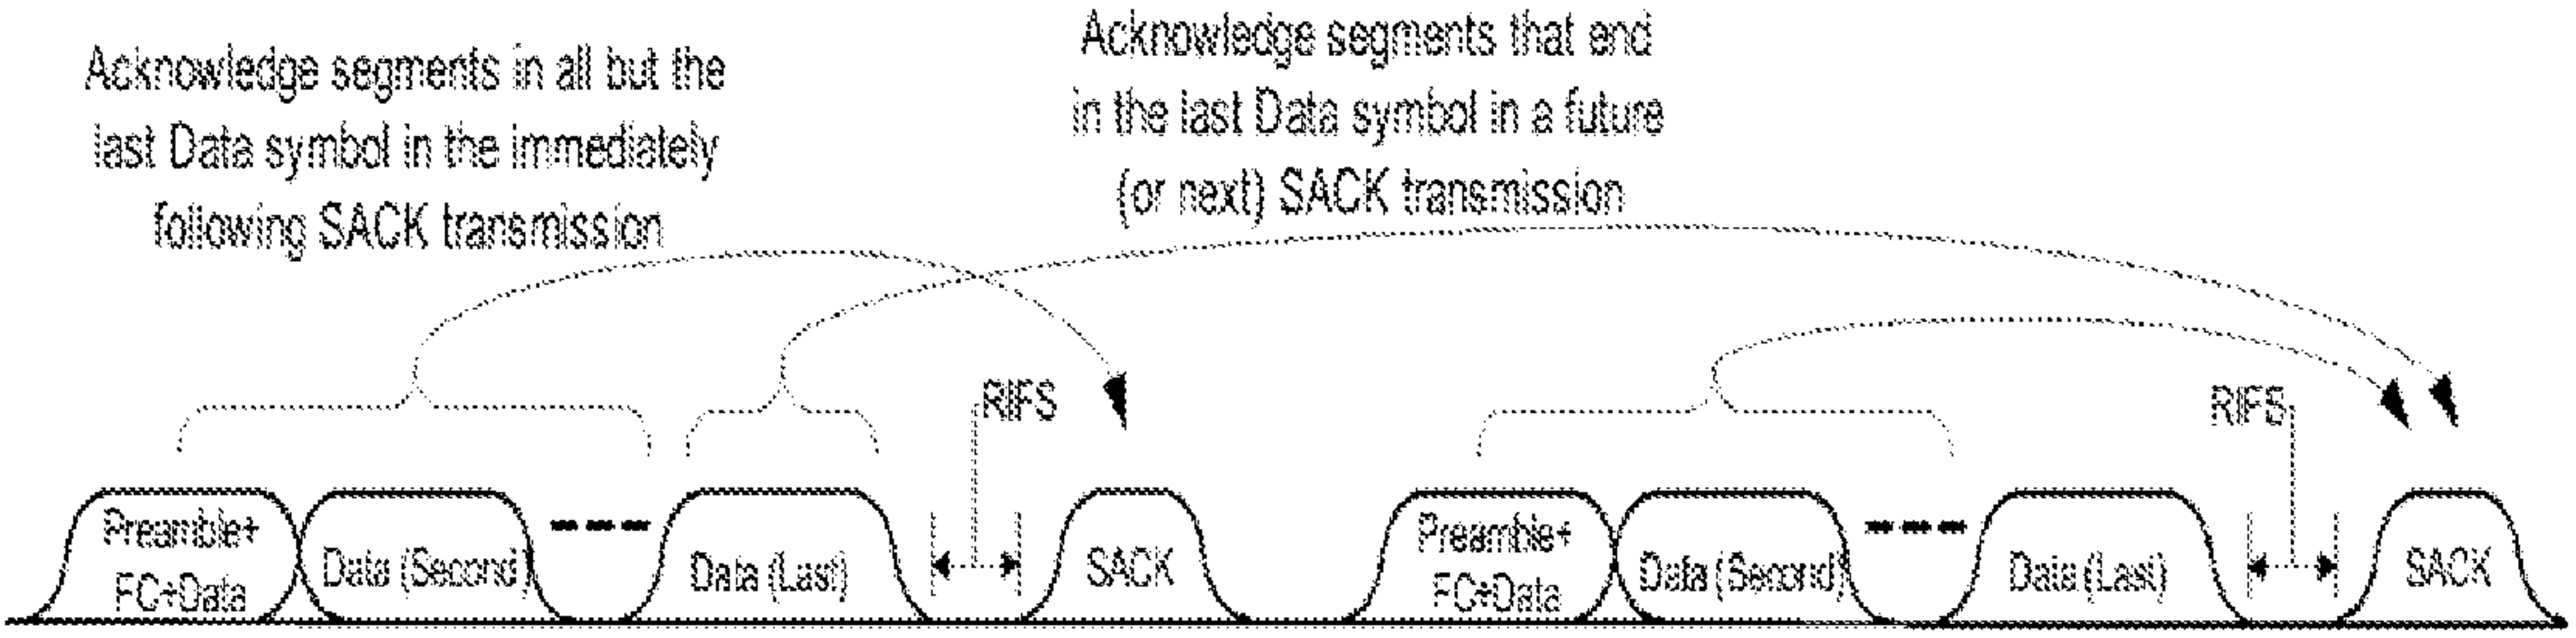 Acknowledge segments in all but the
last Data symbol in the immediately
following SACK transmission
Acknowledge segments that end
in the last Data symbol in a future
(or next) SACK transmission
RIFS
RIFS
Preamble+
FC+Data
Data (Second)
Data (Last)
SACK
Preamble+
FC+Data
Data (Second)
Data (Last)
SACK